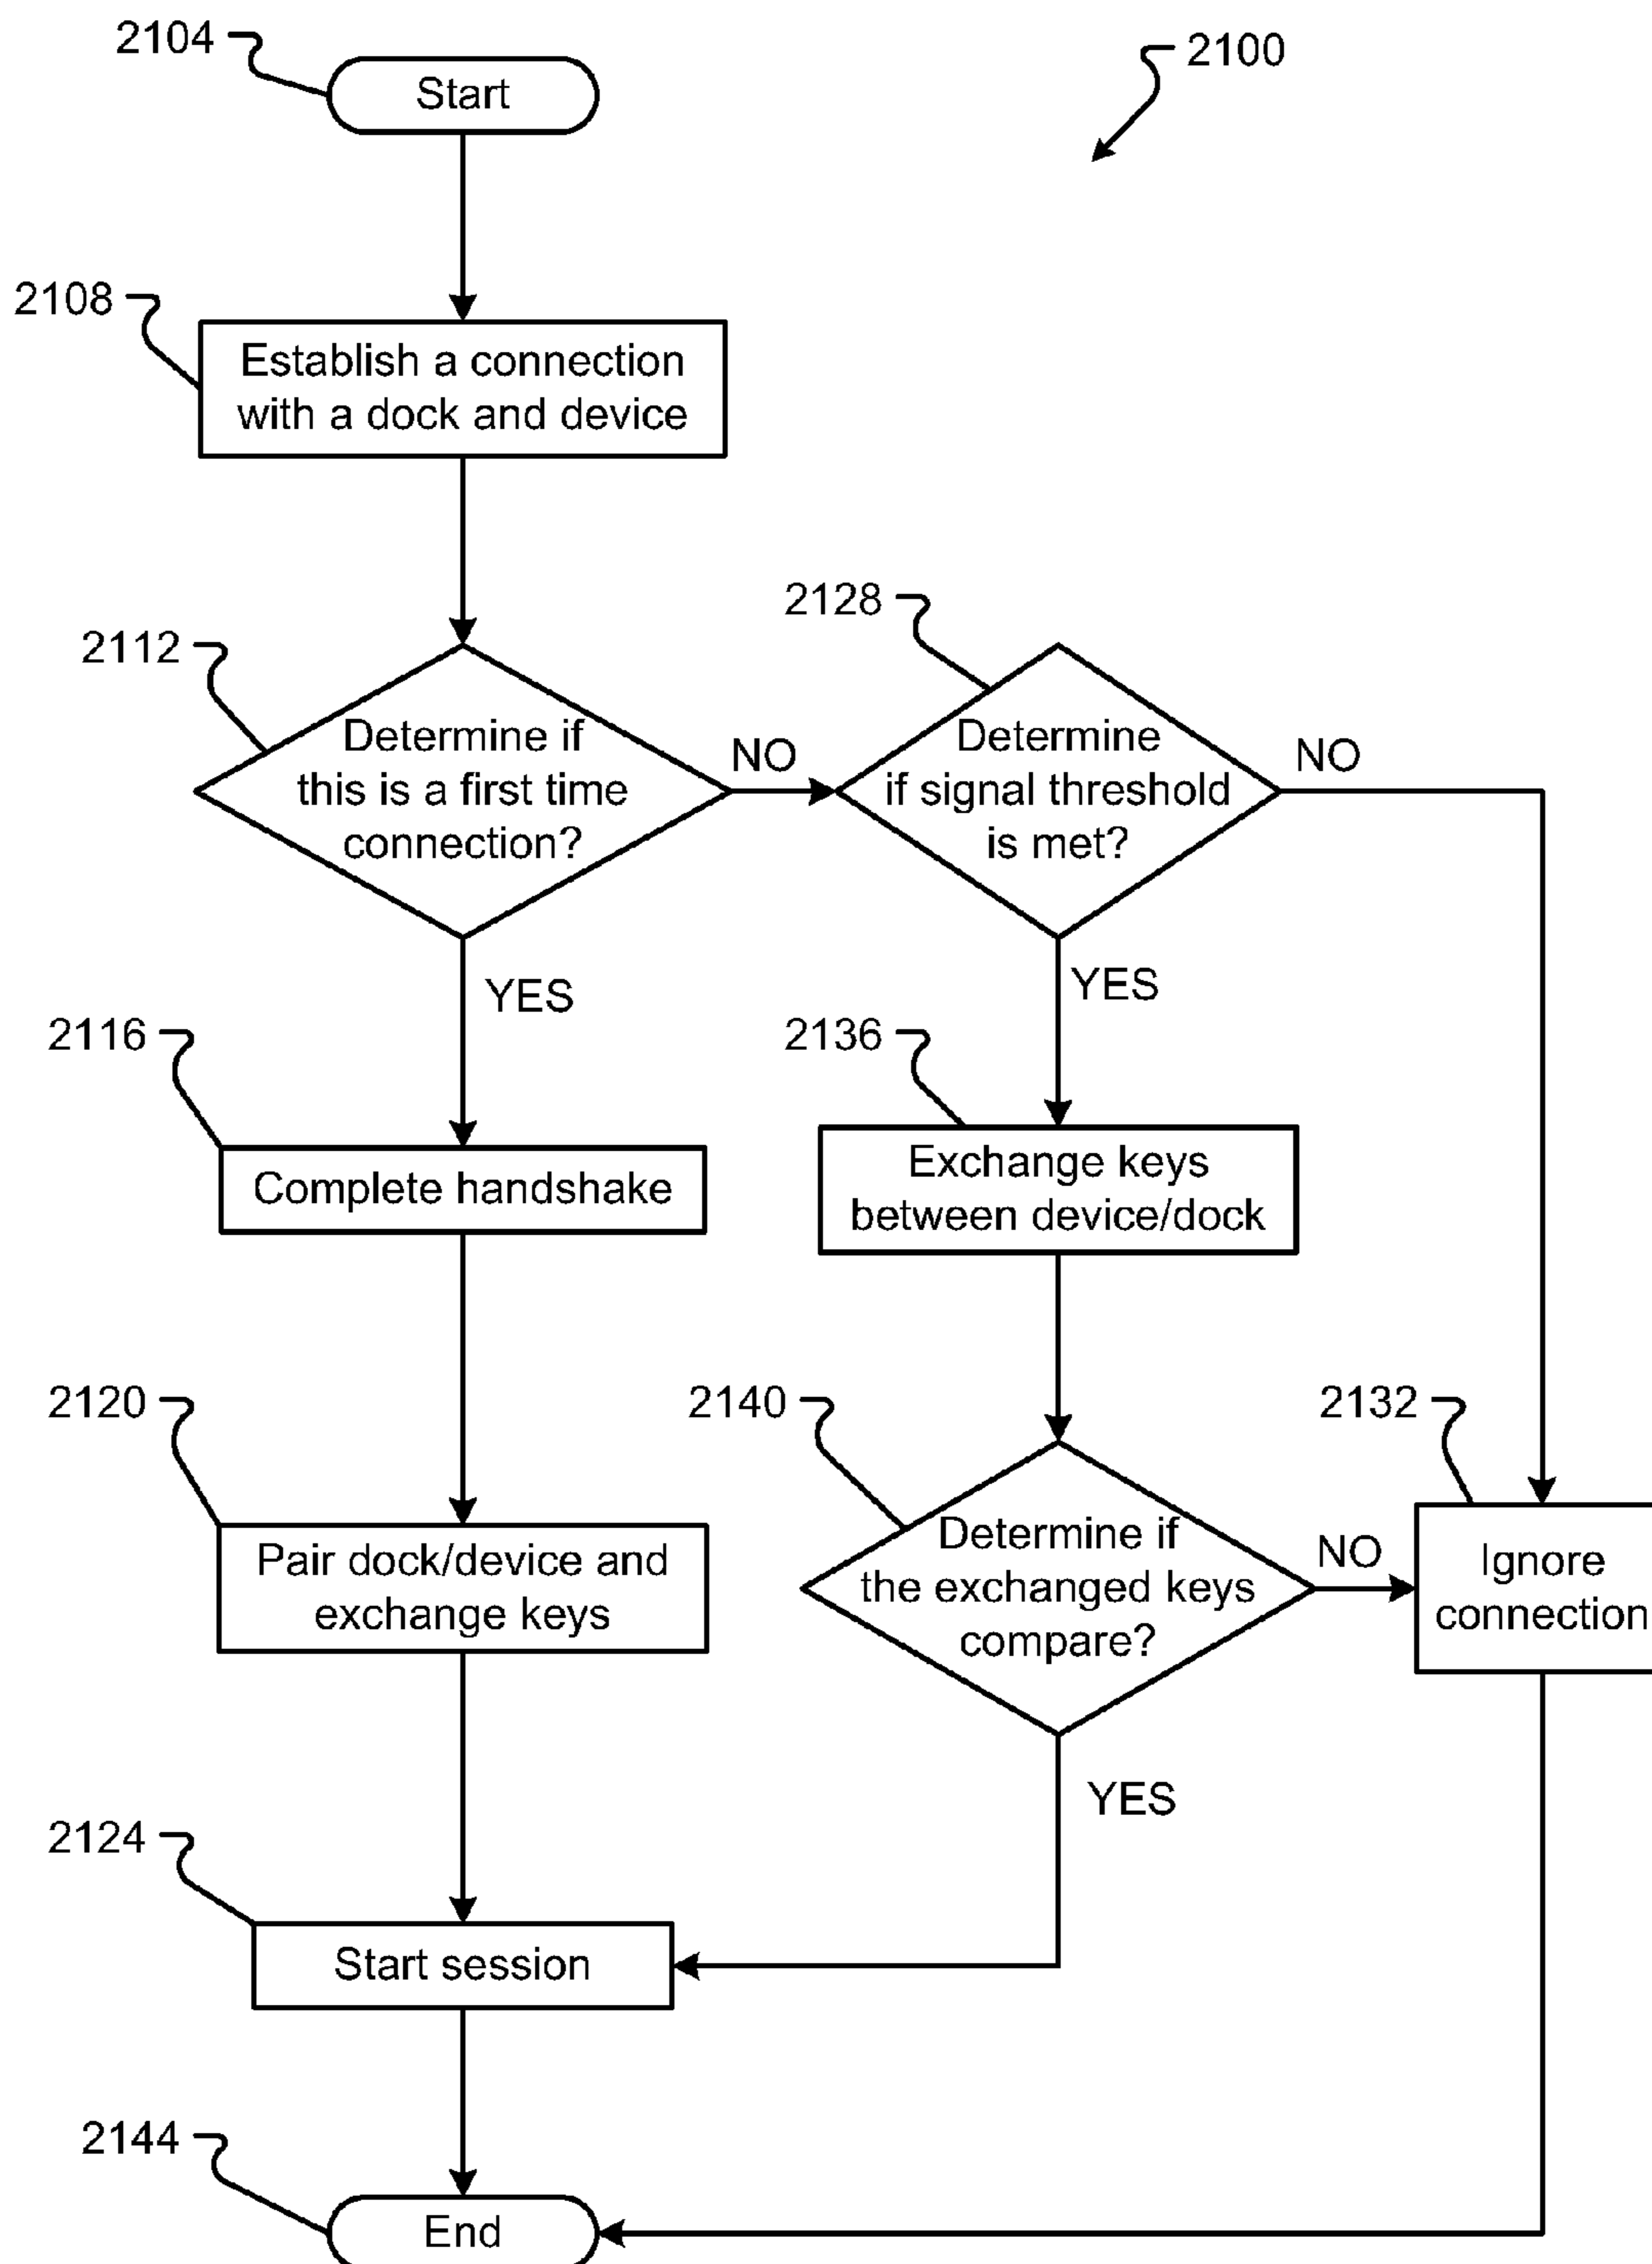 2104
Start
2100
2108
Establish a connection
with a dock and device
2112
Determine if
this is a first time
connection?
NO
2128
Determine
if signal threshold
is met?
NO
YES
YES
2116
Complete handshake
2136
Exchange keys
between device/dock
2120
Pair dock/device and
exchange keys
2140
Determine if
the exchanged keys
compare?
NO
2132
Ignore
connection
YES
2124
Start session
2144
End